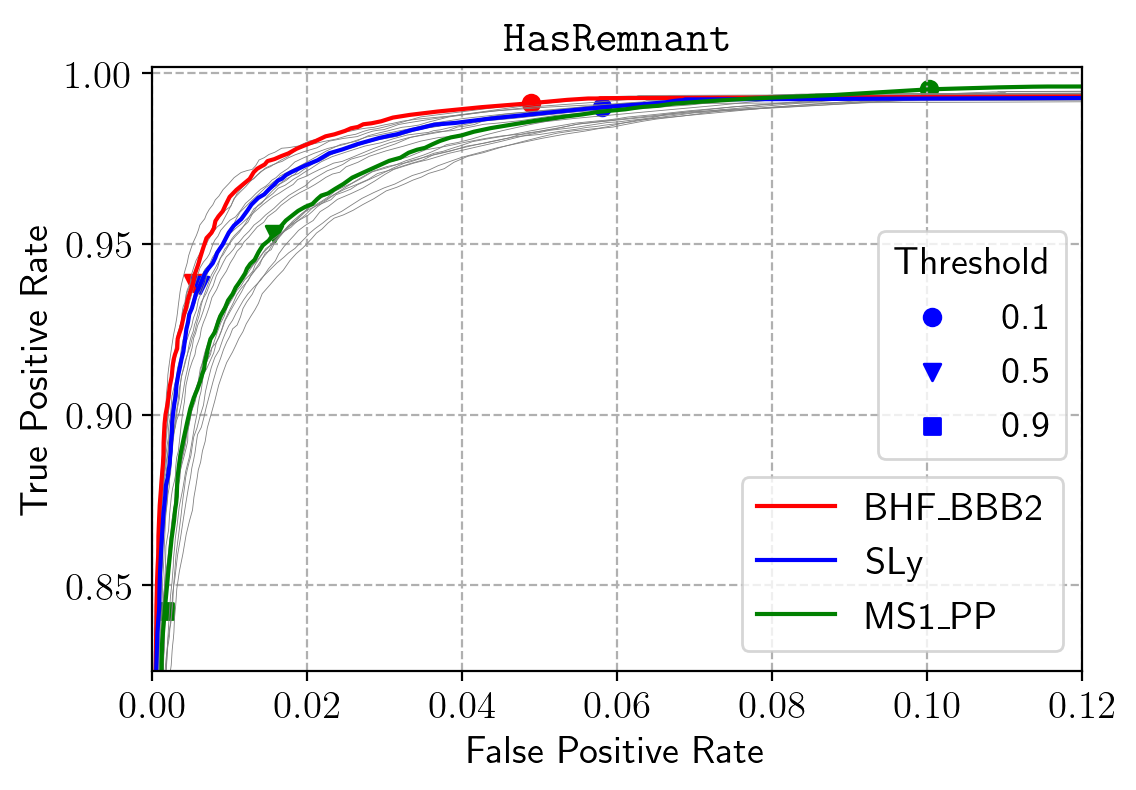 HasRemnant
1.00
0.95
0.90
0.85
True Positive Rate
Threshold
0.1
0.5
0.9
BHF_BBB2
SLy
MS1_PP
0.00 0.02 0.04 0.06 0.08 0.10 0.12
False Positive Rate